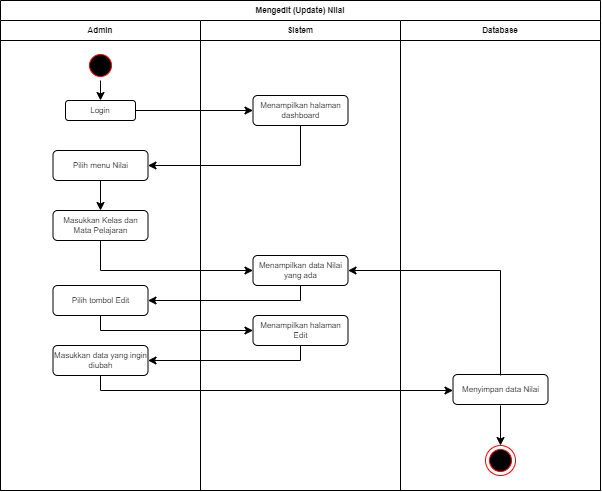 Mengedit (Update) Nilai
Admin
Sistem
Database
Login
Menampilkan halaman
dashboard
Pilih menu Nilai
Masukkan Kelas dan
Mata Pelajaran
Menampilkan data Nilai
yang ada
Pilih tombol Edit
Menampilkan halaman
Edit
Masukkan data yang ingin
diubah
Menyimpan data Nilai